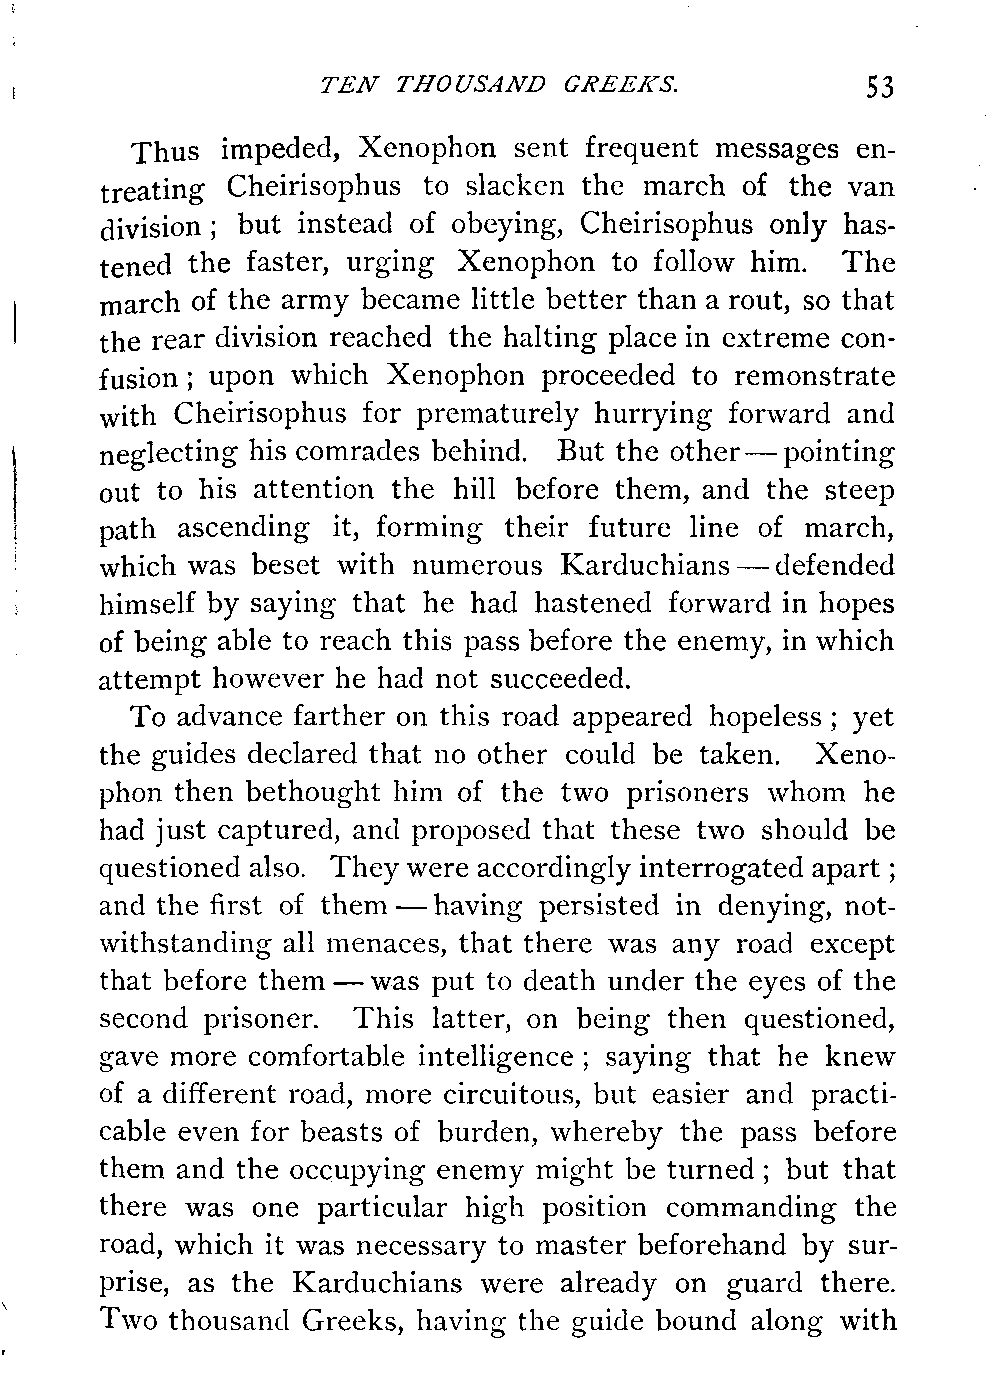 TEN THOUSAND GREEKS. 53
Thus impeded, Xenophon sent frequent messages en-
treating Cheirisophus to slacken the march of the van
division ; but instead of obeying, Cheirisophus only has-
tened the faster, urging Xenophon to follow him. The
march of the army became little better than a rout, so that
the rear division reached the halting place in extreme con-
fusion ; upon which Xenophon proceeded to remonstrate
with Cheirisophus for prematurely hurrying forward and
neglecting his comrades behind. But the other — pointing
out to his attention the hill before them, and the steep
path ascending it, forming their future line of march,
which was beset with numerous Karduchians — defended
himself by saying that he had hastened forward in hopes
of being able to reach this pass before the enemy, in which
attempt however he had not succeeded.
To advance farther on this road appeared hopeless ; yet
the guides declared that no other could be taken. Xeno-
phon then bethought him of the two prisoners whom he
had just captured, and proposed that these two should be
questioned also. They were accordingly interrogated apart ;
and the first of them — having persisted in denying, not-
withstanding all menaces, that there was any road except
that before them — was put to death under the eyes of the
second prisoner. This latter, on being then questioned,
gave more comfortable intelligence ; saying that he knew
of a different road, more circuitous, but easier and practi-
cable even for beasts of burden, whereby the pass before
them and the occupying enemy might be turned ; but that
there was one particular high position commanding the
road, which it was necessary to master beforehand by sur-
prise, as the Karduchians were already on guard there.
Two thousand Greeks, having the guide bound along with